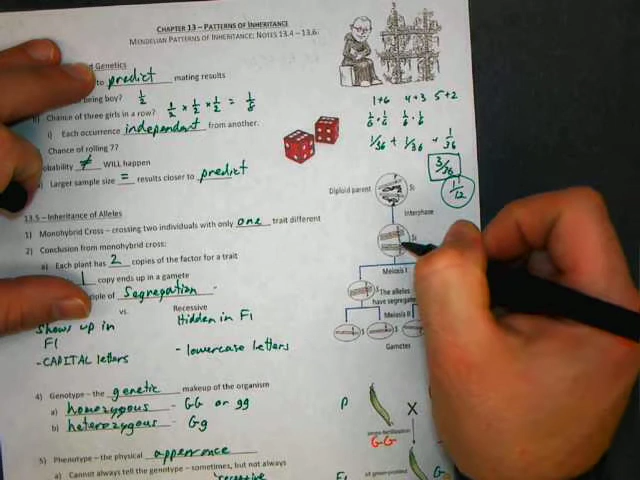 CHAPTER 13 – PATTERNS OF INHERITANCE
MENDELIAN PATTERNS OF INHERITANCE; NOTES 13.4 – 13.6
Genetics
to predict mating results
being boy? 1/2
Chance of three girls in a row? 1/2 x 1/2 x 1/2 = 1/8
i) Each occurrence independent from another.
Chance of rolling 7?
≠ WILL happen
Larger sample size = results closer to predict
1+6 4+3 5+2
1/6 · 1/6 1/6 · 1/6
1/36 + 1/36 + 1/36
3/36
1/12
Diploid parent
Interphase
Meiosis I
The alleles
have segregate
Meiosis II
Gametes
13.5 – Inheritance of Alleles
1) Monohybrid Cross – crossing two individuals with only one trait different
2) Conclusion from monohybrid cross:
a) Each plant has 2 copies of the factor for a trait
1 copy ends up in a gamete
of Segregation
vs. Recessive
Shows up in
F1
Hidden in F1
- CAPITAL letters
- lowercase letters
4) Genotype – the genetic makeup of the organism
a) homozygous - GG or gg
b) heterozygous - Gg
P X
GG
5) Phenotype – the physical appearance
a) Cannot always tell the genotype – sometimes, but not always
recessive
F1
G